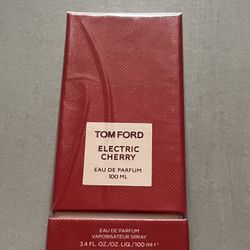 TOM FORD
ELECTRIC
CHERRY
EAU DE PARFUM
100 ML
EAU DE PARFUM
VAPORISATEUR SPRAY
3.4 FL.OZ./OZ. LIQ./100 ml ℮